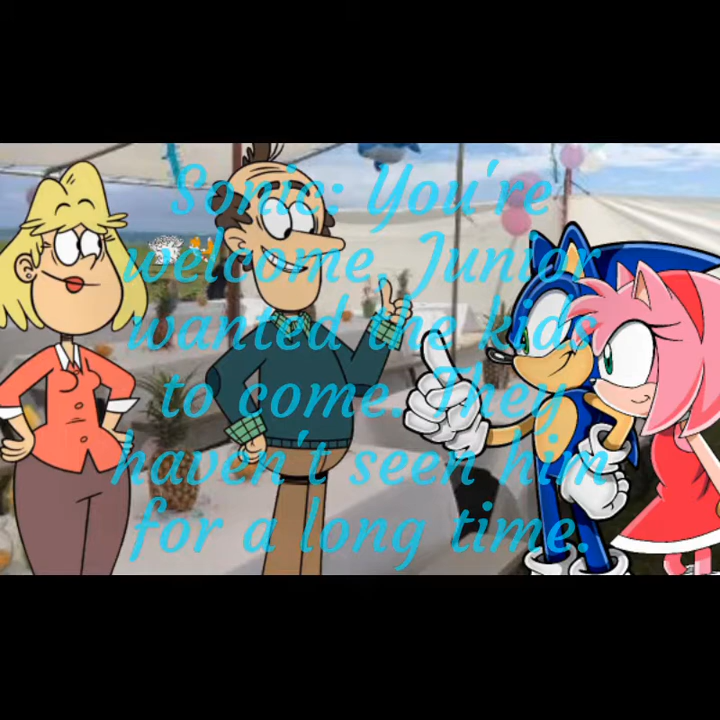 Sonic: You're
welcome. Junior
wanted the kids
to come. They
haven't seen him
for a long time.